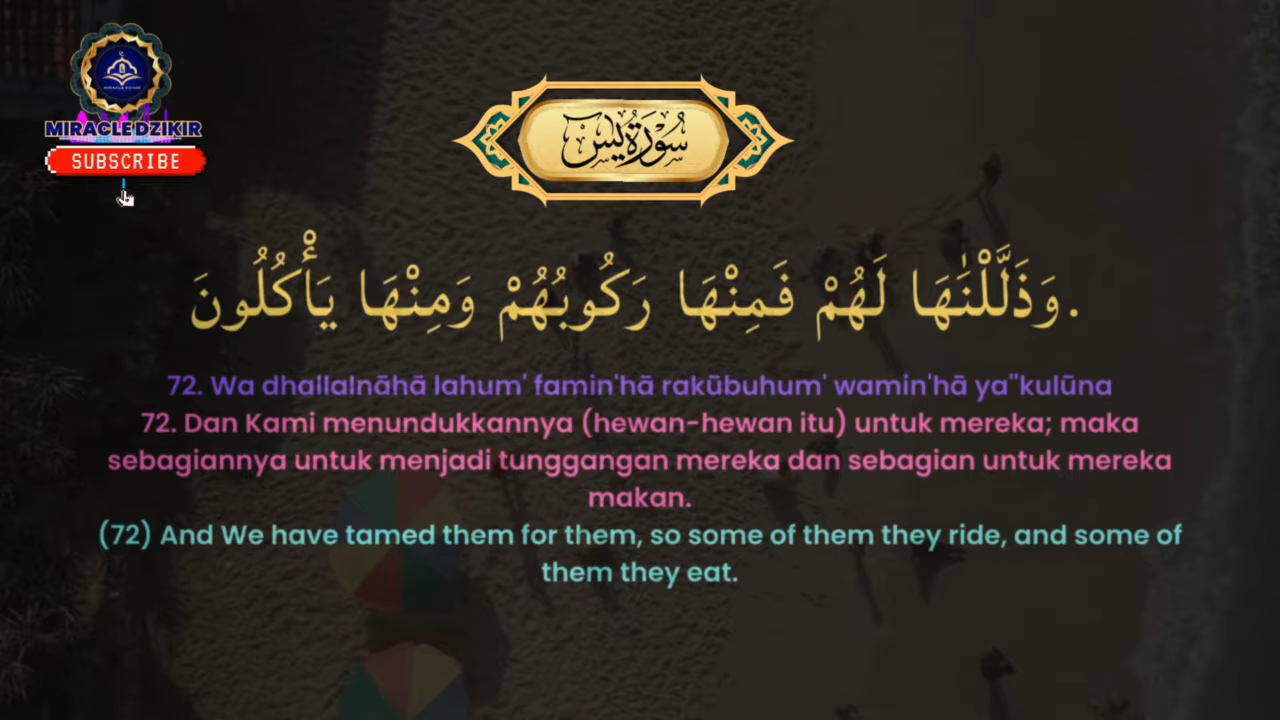 MIRACLE DZIKIR
SUBSCRIBE
سُورَةُ يس
.وَذَلَّلْنَٰهَا لَهُمْ فَمِنْهَا رَكُوبُهُمْ وَمِنْهَا يَأْكُلُونَ
72. Wa dhallalnāhā lahum' famin'hā rakūbuhum' wamin'hā ya"kulūna
72. Dan Kami menundukkannya (hewan-hewan itu) untuk mereka; maka
sebagiannya untuk menjadi tunggangan mereka dan sebagian untuk mereka
makan.
(72) And We have tamed them for them, so some of them they ride, and some of
them they eat.